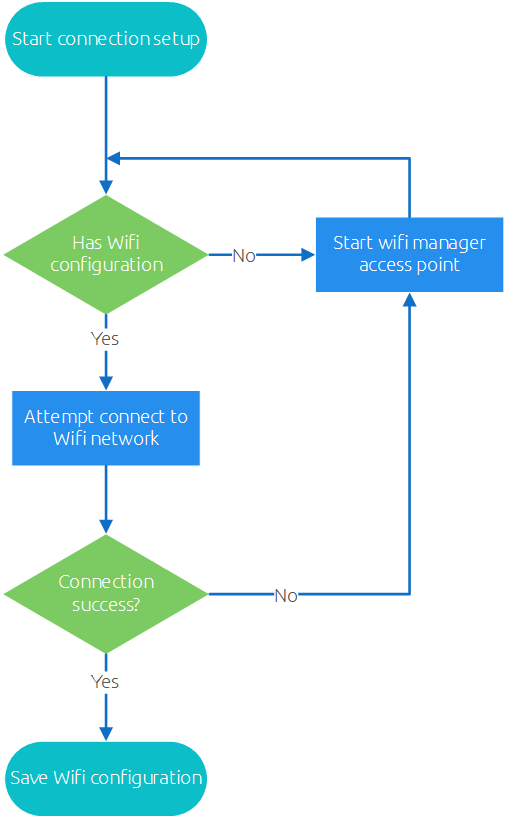 Start connection setup
Has Wifi
configuration
No
Start wifi manager
access point
Yes
Attempt connect to
Wifi network
Connection
success?
No
Yes
Save Wifi configuration